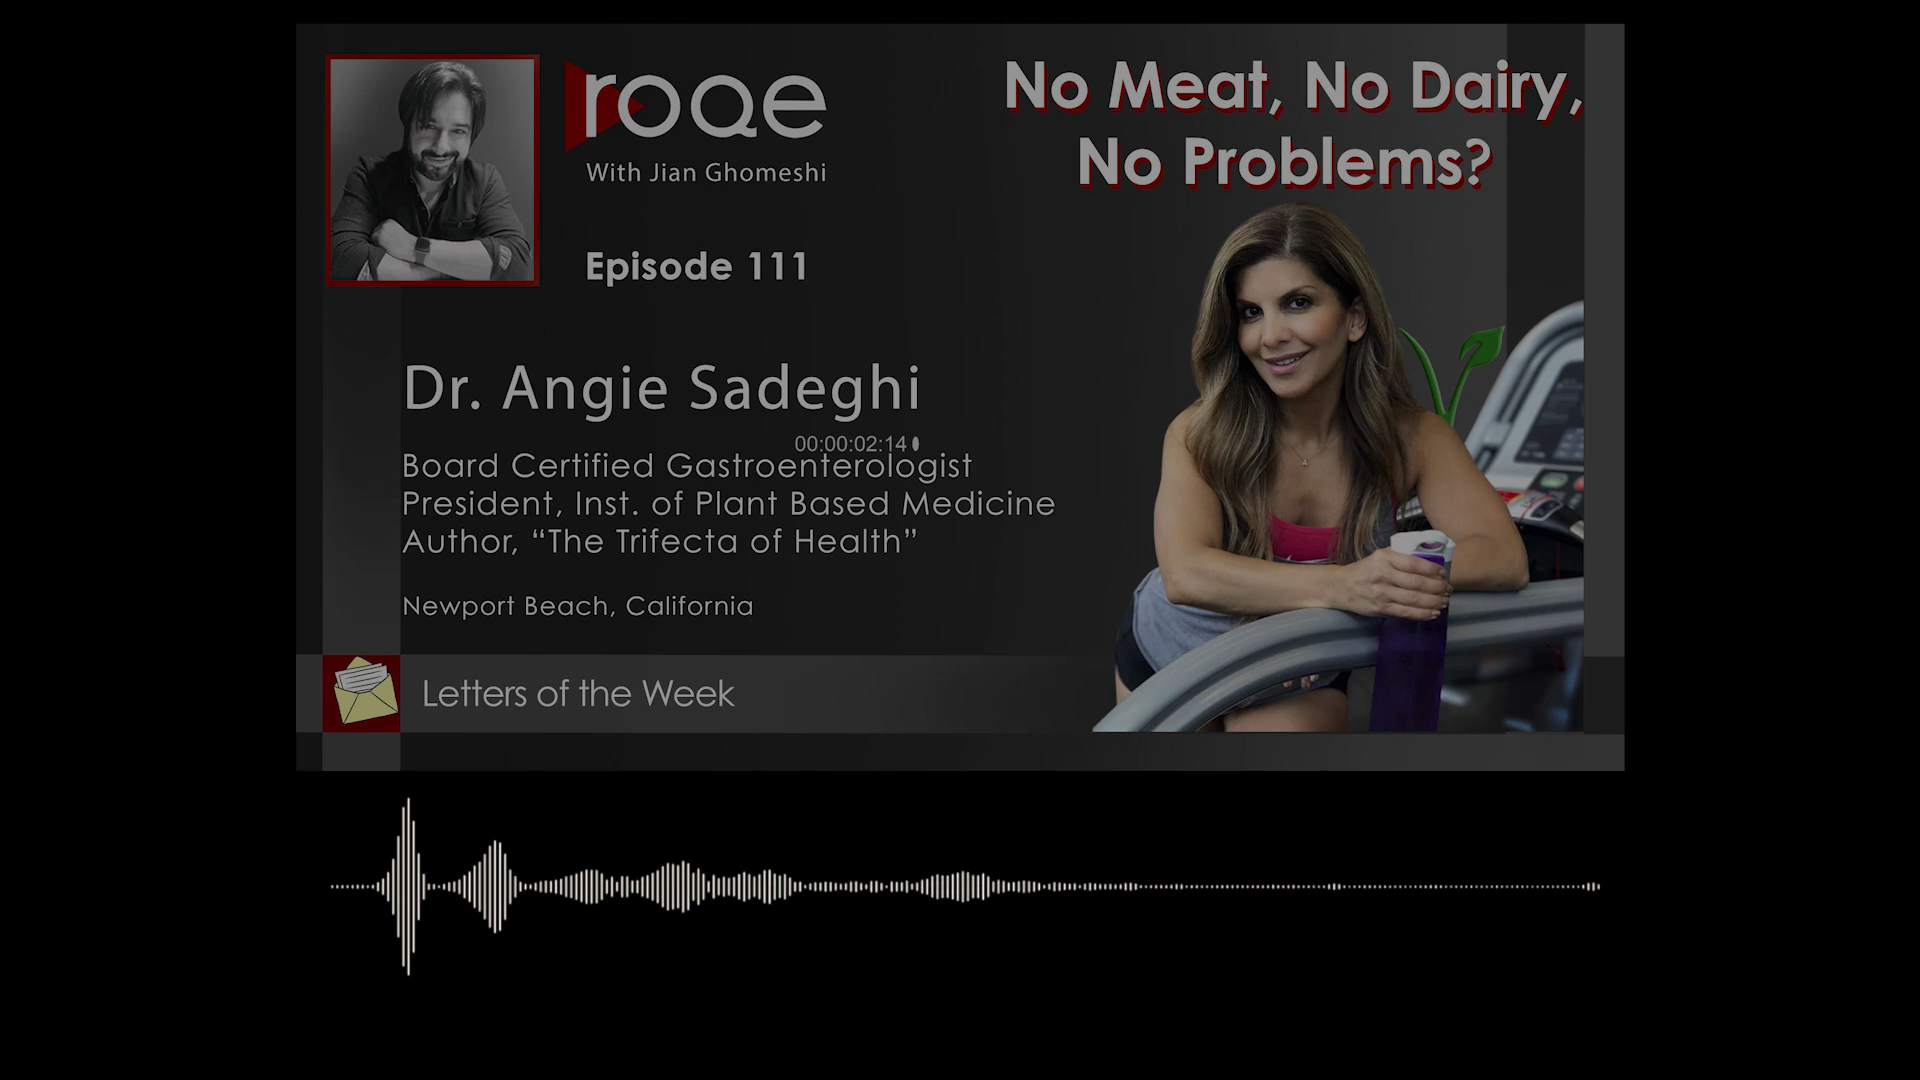 roqe
With Jian Ghomeshi
Episode 111
No Meat, No Dairy,
No Problems?
Dr. Angie Sadeghi
00:00:02:14
Board Certified Gastroenterologist
President, Inst. of Plant Based Medicine
Author, “The Trifecta of Health”
Newport Beach, California
Letters of the Week